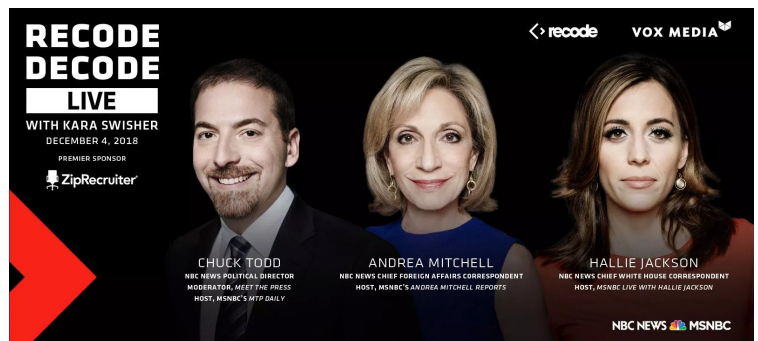 RECODE
DECODE
LIVE
WITH KARA SWISHER
DECEMBER 4, 2018
PREMIER SPONSOR
ZipRecruiter®
<> recode
VOX MEDIA
CHUCK TODD
NBC NEWS POLITICAL DIRECTOR
MODERATOR, MEET THE PRESS
HOST, MSNBC'S MTP DAILY
ANDREA MITCHELL
NBC NEWS CHIEF FOREIGN AFFAIRS CORRESPONDENT
HOST, MSNBC'S ANDREA MITCHELL REPORTS
HALLIE JACKSON
NBC NEWS CHIEF WHITE HOUSE CORRESPONDENT
HOST, MSNBC LIVE WITH HALLIE JACKSON
NBC NEWS MSNBC